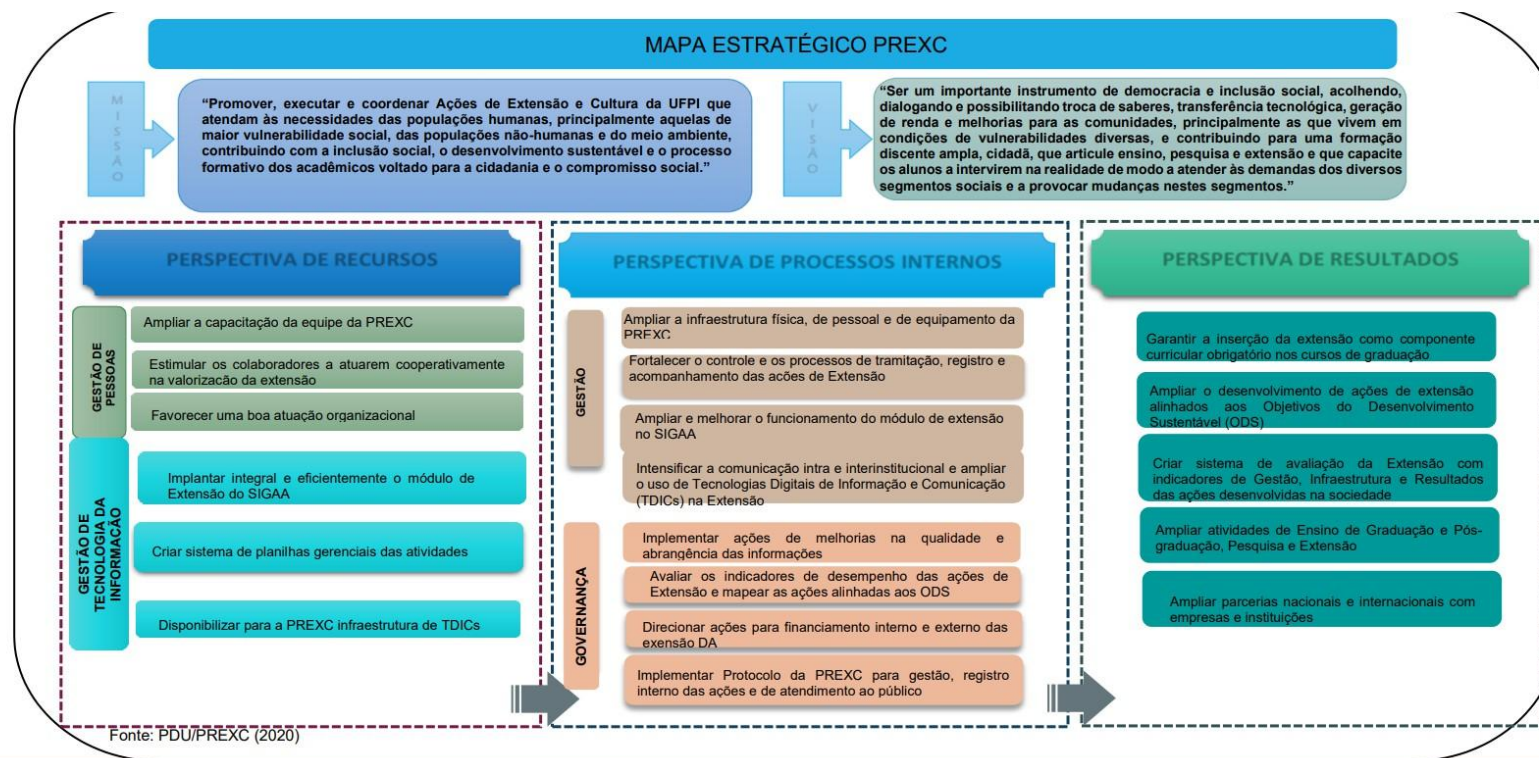 MAPA ESTRATÉGICO PREXC
MISSÃO
“Promover, executar e coordenar Ações de Extensão e Cultura da UFPI que
atendam às necessidades das populações humanas, principalmente aquelas de
maior vulnerabilidade social, das populações não-humanas e do meio ambiente,
contribuindo com a inclusão social, o desenvolvimento sustentável e o processo
formativo dos acadêmicos voltado para a cidadania e o compromisso social.”
VISÃO
“Ser um importante instrumento de democracia e inclusão social, acolhendo,
dialogando e possibilitando troca de saberes, transferência tecnológica, geração
de renda e melhorias para as comunidades, principalmente as que vivem em
condições de vulnerabilidades diversas, e contribuindo para uma formação
discente ampla, cidadã, que articule ensino, pesquisa e extensão e que capacite
os alunos a intervirem na realidade de modo a atender às demandas dos diversos
segmentos sociais e a provocar mudanças nestes segmentos.”
PERSPECTIVA DE RECURSOS
GESTÃO DE
PESSOAS
Ampliar a capacitação da equipe da PREXC
Estimular os colaboradores a atuarem cooperativamente
na valorização da extensão
Favorecer uma boa atuação organizacional
GESTÃO DE
TECNOLOGIA DA
INFORMAÇÃO
Implantar integral e eficientemente o módulo de
Extensão do SIGAA
Criar sistema de planilhas gerenciais das atividades
Disponibilizar para a PREXC infraestrutura de TDICs
PERSPECTIVA DE PROCESSOS INTERNOS
GESTÃO
Ampliar a infraestrutura física, de pessoal e de equipamento da
PREXC
Fortalecer o controle e os processos de tramitação, registro e
acompanhamento das ações de Extensão
Ampliar e melhorar o funcionamento do módulo de extensão
no SIGAA
Intensificar a comunicação intra e interinstitucional e ampliar
o uso de Tecnologias Digitais de Informação e Comunicação
(TDICs) na Extensão
GOVERNANÇA
Implementar ações de melhorias na qualidade e
abrangência das informações
Avaliar os indicadores de desempenho das ações de
Extensão e mapear as ações alinhadas aos ODS
Direcionar ações para financiamento interno e externo das
exensão DA
Implementar Protocolo da PREXC para gestão, registro
interno das ações e de atendimento ao público
PERSPECTIVA DE RESULTADOS
Garantir a inserção da extensão como componente
curricular obrigatório nos cursos de graduação
Ampliar o desenvolvimento de ações de extensão
alinhados aos Objetivos do Desenvolvimento
Sustentável (ODS)
Criar sistema de avaliação da Extensão com
indicadores de Gestão, Infraestrutura e Resultados
das ações desenvolvidas na sociedade
Ampliar atividades de Ensino de Graduação e Pós-
graduação, Pesquisa e Extensão
Ampliar parcerias nacionais e internacionais com
empresas e instituições
Fonte: PDU/PREXC (2020)